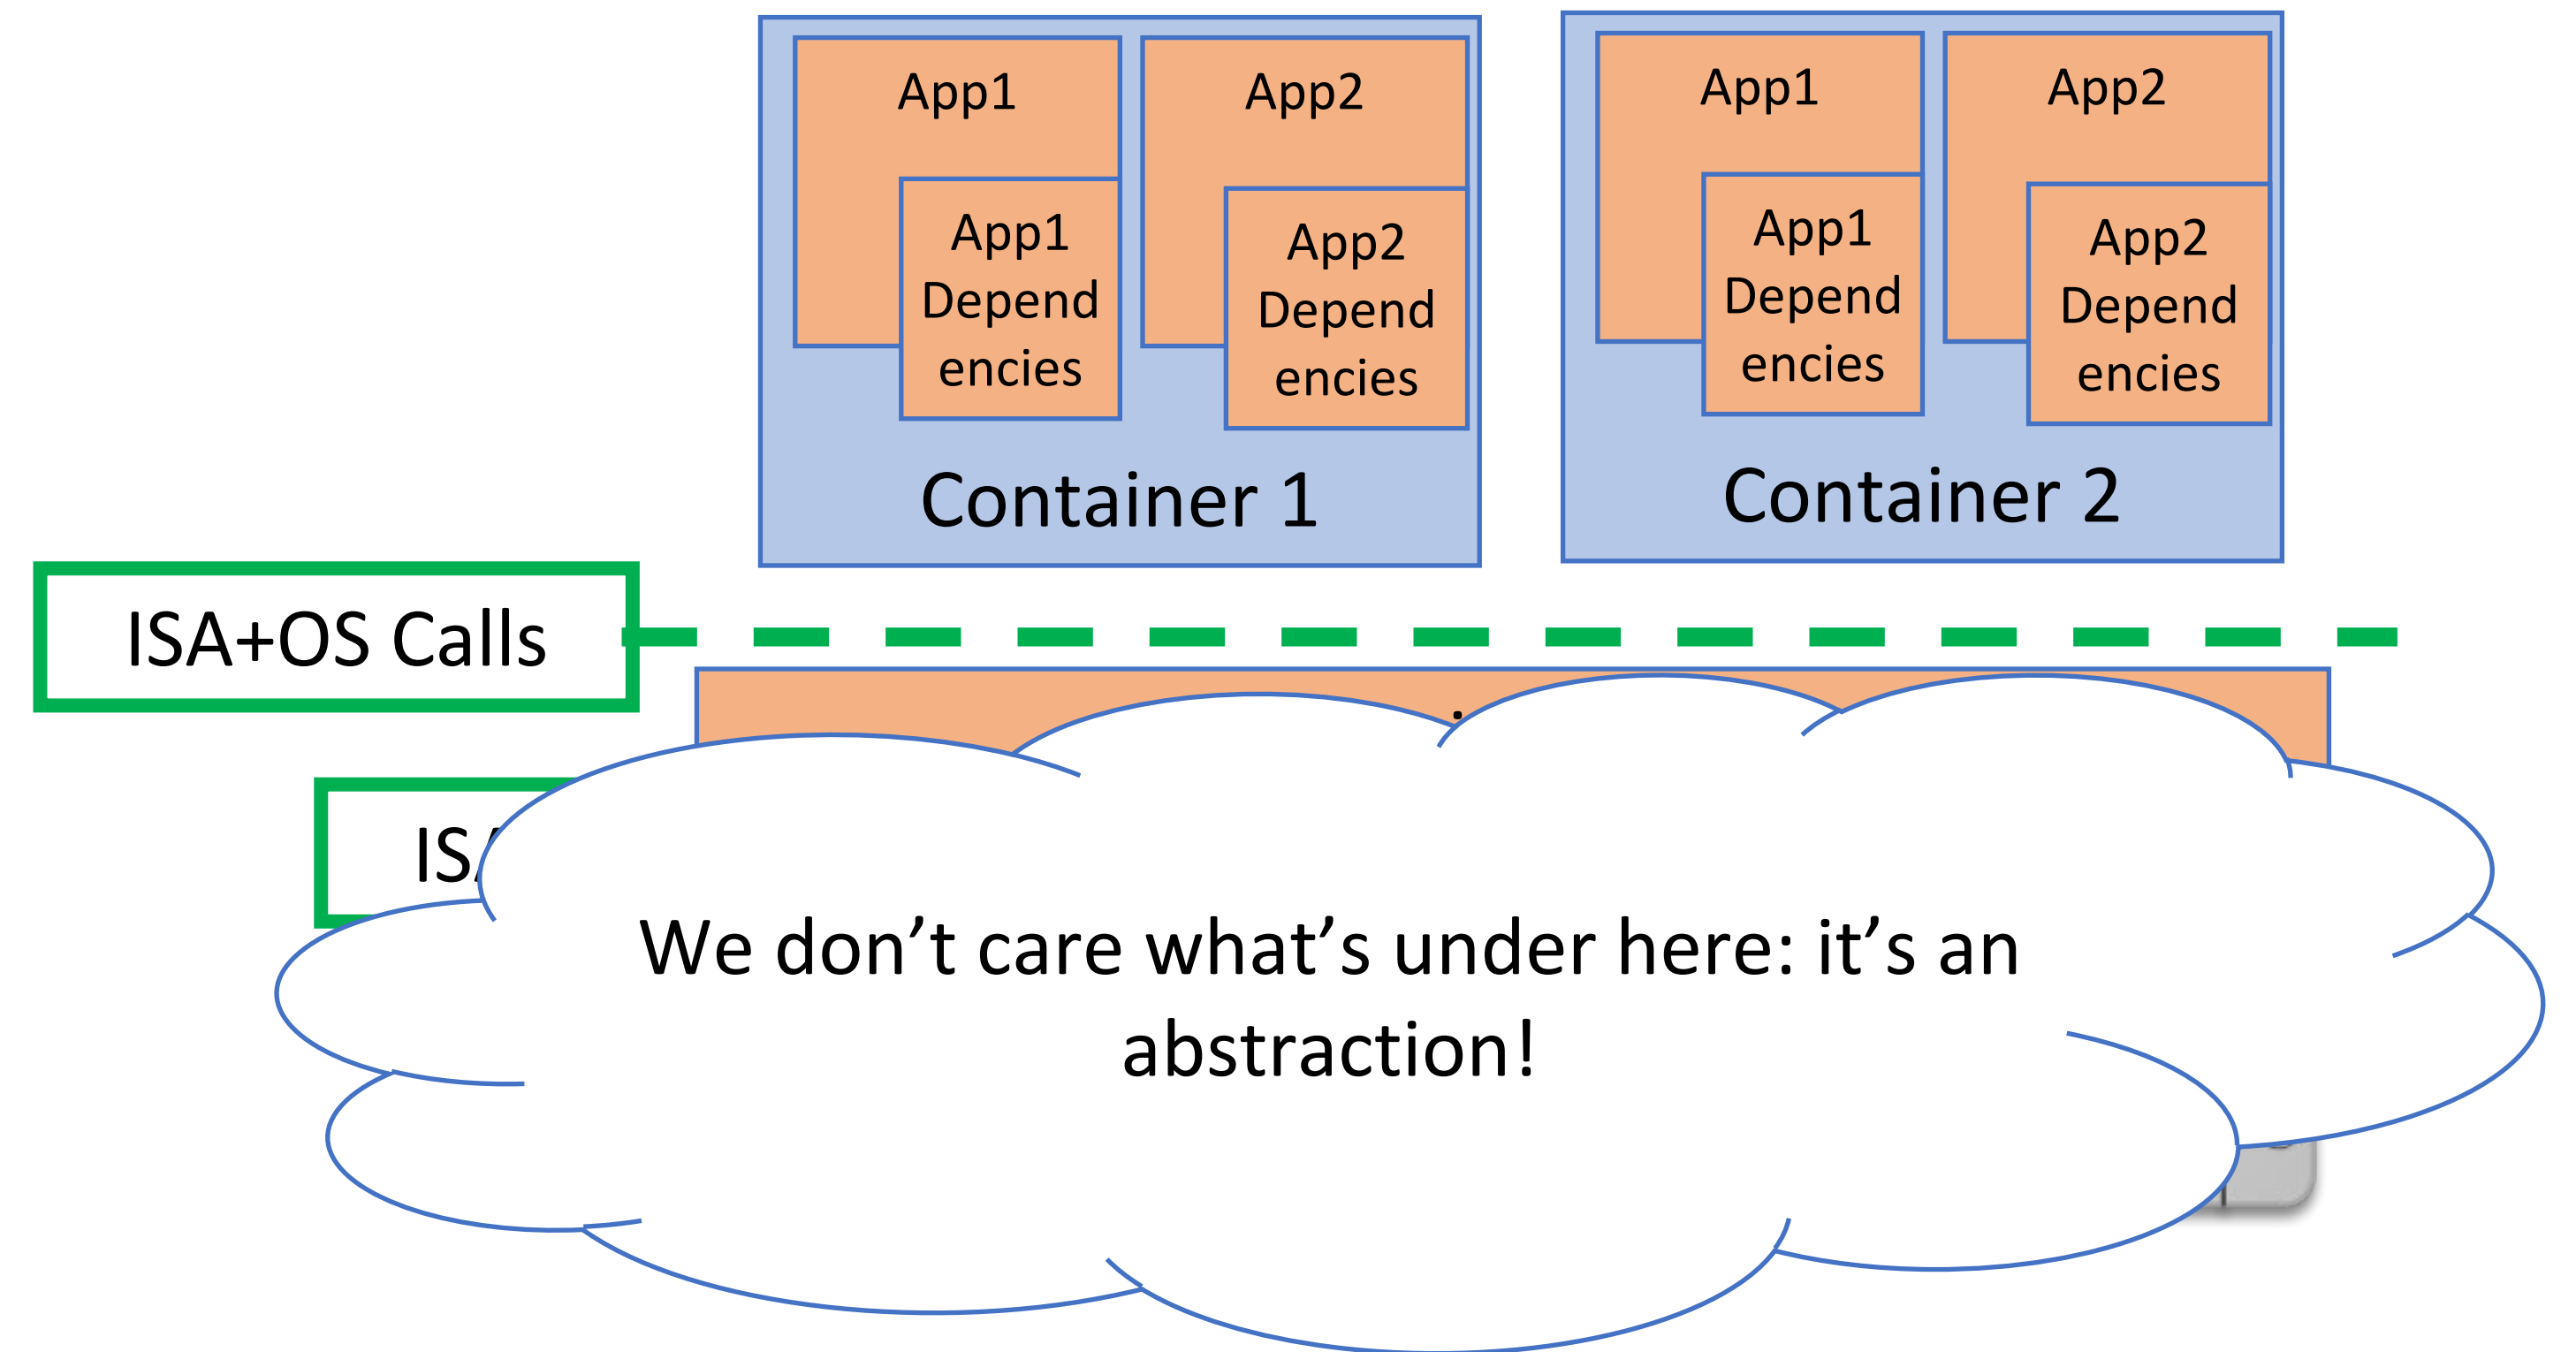 App1
App2
App1
Depend
encies
App2
Depend
encies
Container 1
App1
App2
App1
Depend
encies
App2
Depend
encies
Container 2
ISA+OS Calls
We don’t care what’s under here: it’s an
abstraction!